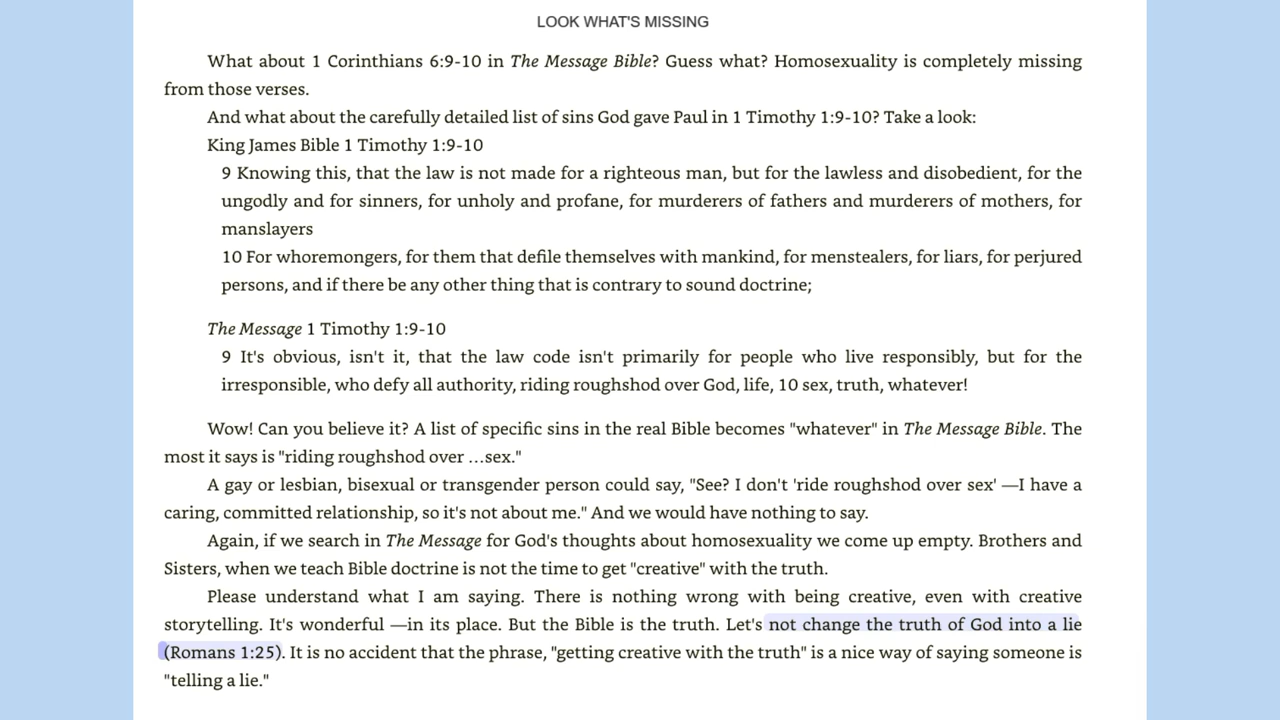 LOOK WHAT'S MISSING
What about 1 Corinthians 6:9-10 in The Message Bible? Guess what? Homosexuality is completely missing
from those verses.
And what about the carefully detailed list of sins God gave Paul in 1 Timothy 1:9-10? Take a look:
King James Bible 1 Timothy 1:9-10
9 Knowing this, that the law is not made for a righteous man, but for the lawless and disobedient, for the
ungodly and for sinners, for unholy and profane, for murderers of fathers and murderers of mothers, for
manslayers
10 For whoremongers, for them that defile themselves with mankind, for menstealers, for liars, for perjured
persons, and if there be any other thing that is contrary to sound doctrine;
The Message 1 Timothy 1:9-10
9 It's obvious, isn't it, that the law code isn't primarily for people who live responsibly, but for the
irresponsible, who defy all authority, riding roughshod over God, life, 10 sex, truth, whatever!
Wow! Can you believe it? A list of specific sins in the real Bible becomes "whatever" in The Message Bible. The
most it says is "riding roughshod over ...sex."
A gay or lesbian, bisexual or transgender person could say, "See? I don't 'ride roughshod over sex' —I have a
caring, committed relationship, so it's not about me." And we would have nothing to say.
Again, if we search in The Message for God's thoughts about homosexuality we come up empty. Brothers and
Sisters, when we teach Bible doctrine is not the time to get "creative" with the truth.
Please understand what I am saying. There is nothing wrong with being creative, even with creative
storytelling. It's wonderful —in its place. But the Bible is the truth. Let's not change the truth of God into a lie
(Romans 1:25). It is no accident that the phrase, "getting creative with the truth" is a nice way of saying someone is
"telling a lie."